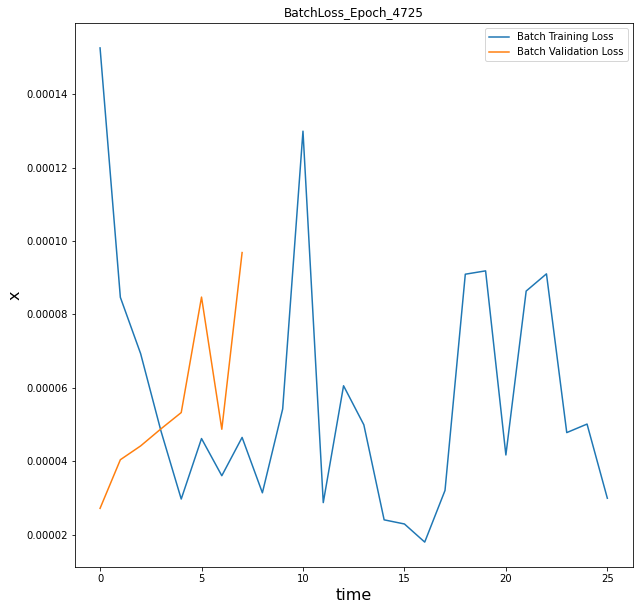 BatchLoss_Epoch_4725
Batch Training Loss
Batch Validation Loss
0.00014
0.00012
0.00010
0.00008
0.00006
0.00004
0.00002
x
0 5 10 15 20 25
time